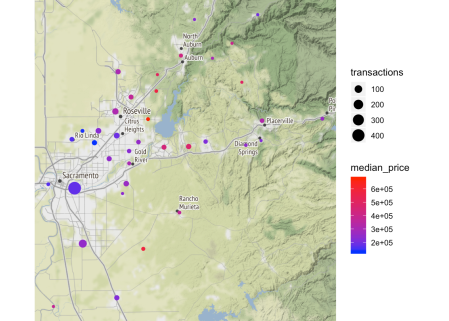 North
Auburn
Auburn
Roseville
Citrus
Heights
Rio Linda
Gold
River
Sacramento
Placerville
Diamond
Springs
Rancho
Murieta
transactions
100
200
300
400
median_price
6e+05
5e+05
4e+05
3e+05
2e+05